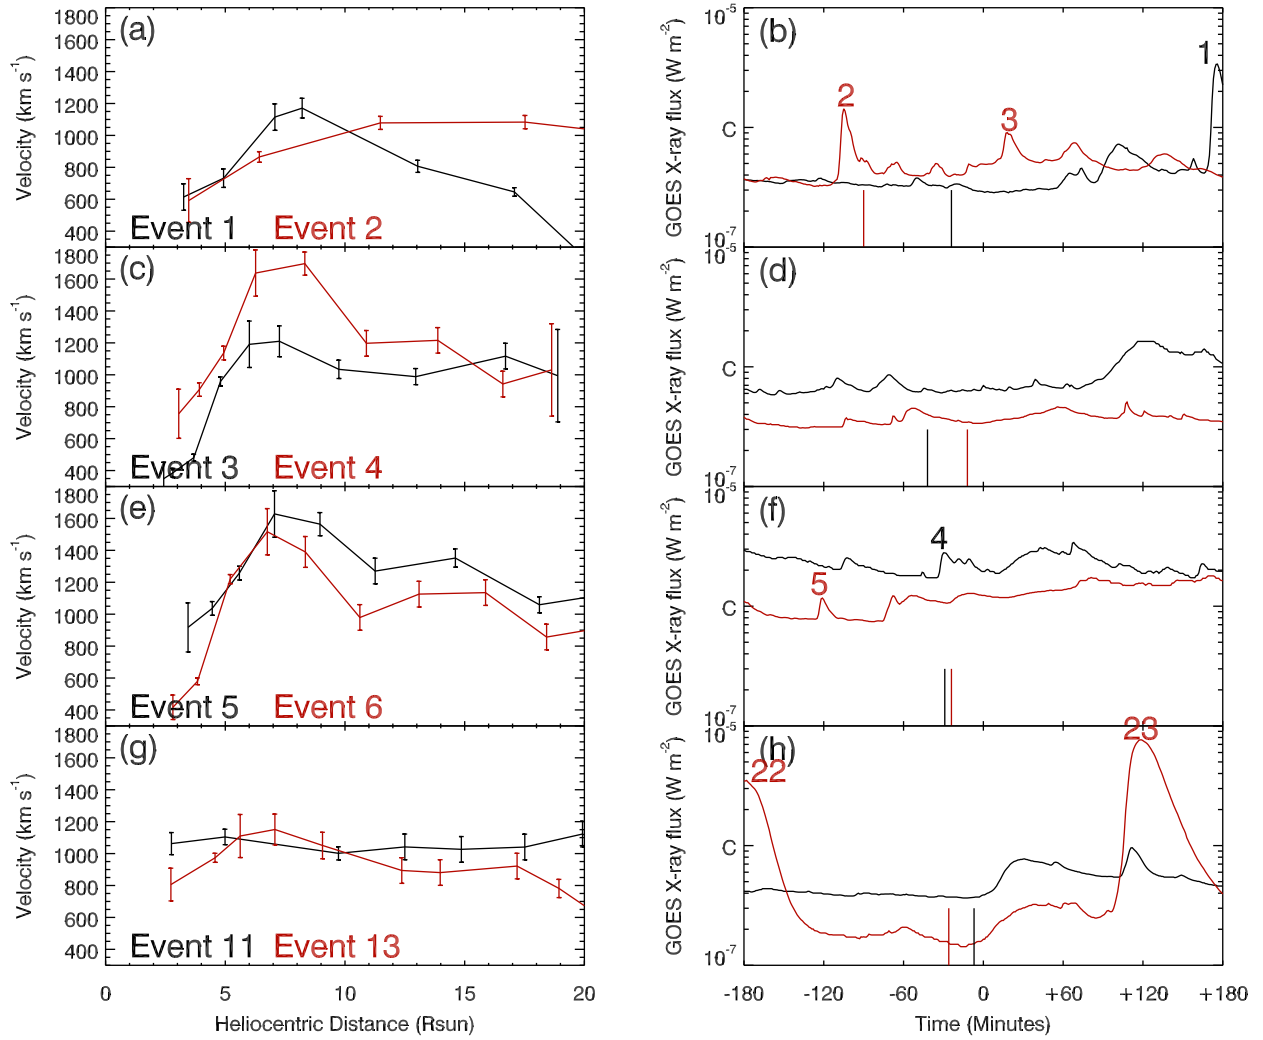 (a)
1800
1600
1400
1200
1000
800
600
400
Velocity (km s-1)
Event 1 Event 2
(b)
10-5
C
10-7
GOES X-ray flux (W m-2)
1
2
3
(c)
1800
1600
1400
1200
1000
800
600
400
Velocity (km s-1)
Event 3 Event 4
(d)
10-5
C
10-7
GOES X-ray flux (W m-2)
(e)
1800
1600
1400
1200
1000
800
600
400
Velocity (km s-1)
Event 5 Event 6
(f)
10-5
C
10-7
GOES X-ray flux (W m-2)
4
5
(g)
1800
1600
1400
1200
1000
800
600
400
Velocity (km s-1)
Event 11 Event 13
0 5 10 15 20
Heliocentric Distance (Rsun)
(h)
10-5
C
10-7
GOES X-ray flux (W m-2)
22
23
-180 -120 -60 0 +60 +120 +180
Time (Minutes)